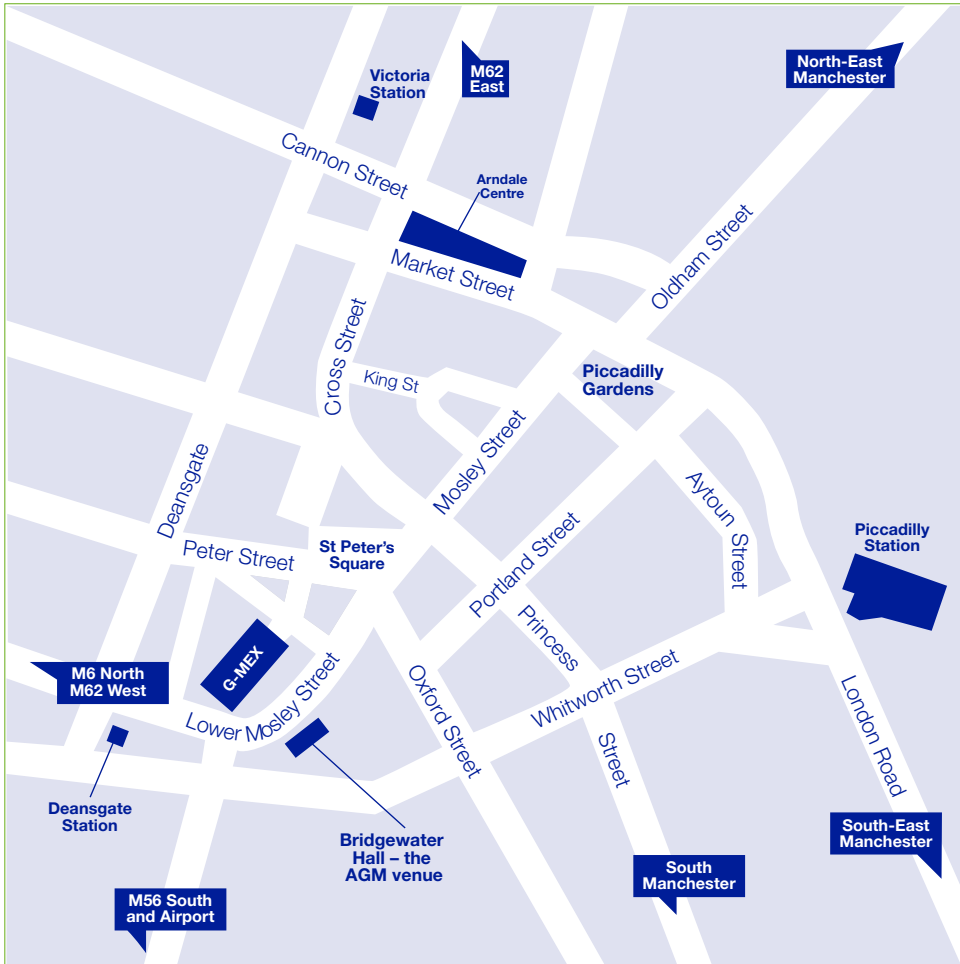 Victoria
Station
M62
East
North-East
Manchester
Cannon Street
Arndale
Centre
Market Street
Oldham Street
Cross Street
King St
Piccadilly
Gardens
Deansgate
Mosley Street
Aytoun Street
Peter Street
St Peter's
Square
Portland Street
Piccadilly
Station
Princess
Street
G-MEX
M6 North
M62 West
Lower Mosley Street
Oxford Street
Whitworth Street
London Road
Deansgate
Station
Bridgewater
Hall – the
AGM venue
South-East
Manchester
South
Manchester
M56 South
and Airport